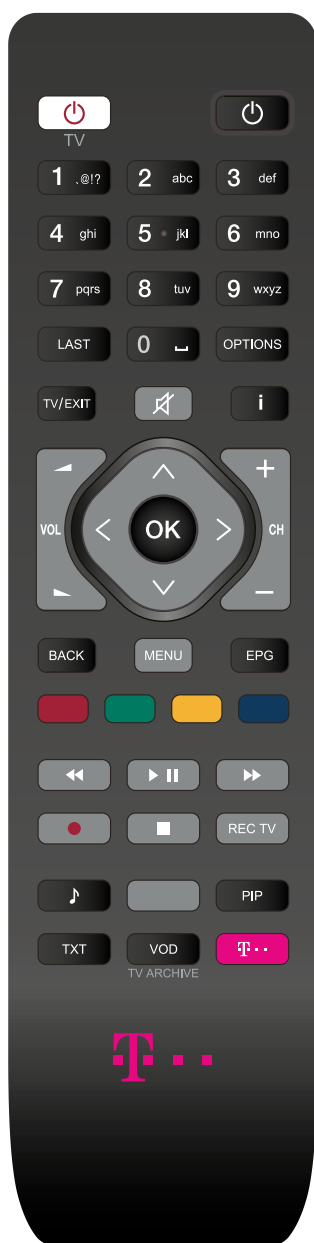 TV
1 .@!? 2 abc 3 def
4 ghi 5 jkl 6 mno
7 pqrs 8 tuv 9 wxyz
LAST 0 OPTIONS
TV/EXIT i
VOL OK CH
BACK MENU EPG
REC TV
PIP
TXT VOD T
TV ARCHIVE
T